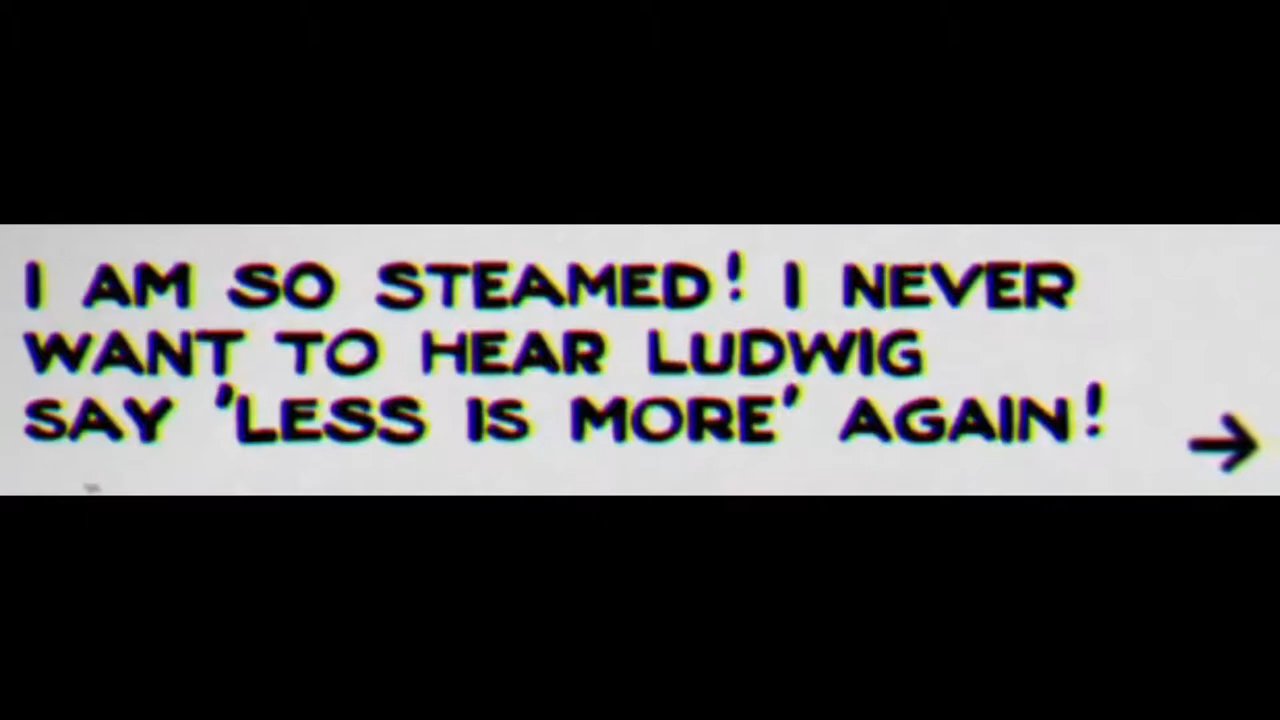 I AM SO STEAMED! I NEVER
WANT TO HEAR LUDWIG
SAY 'LESS IS MORE' AGAIN! →